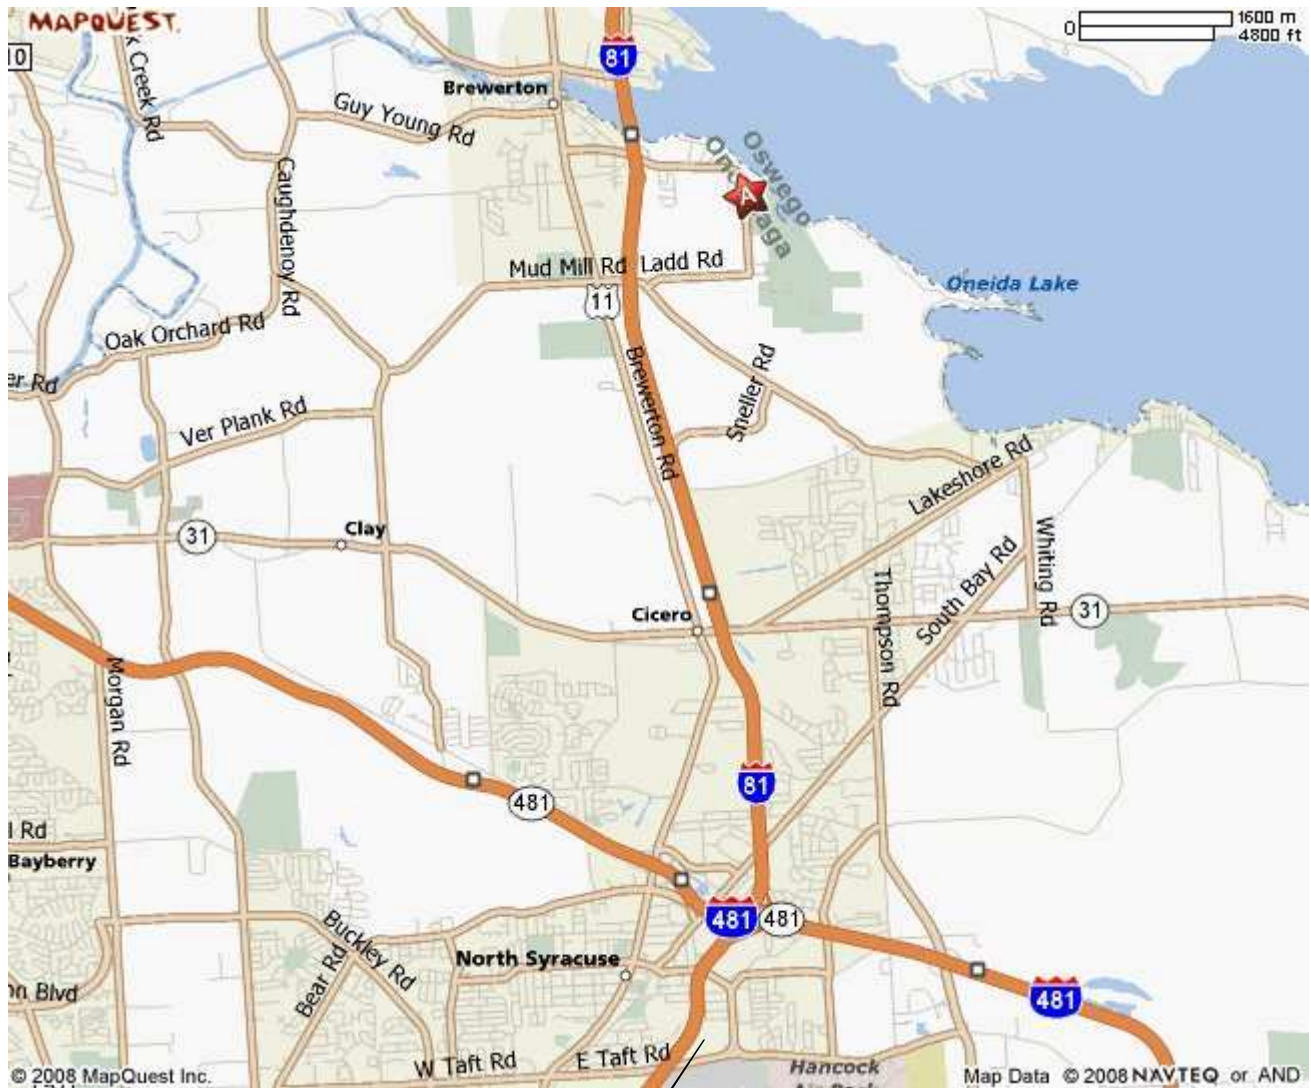 MAPQUEST.
0
1600 m
4800 ft
81
Brewerton
Guy Young Rd
Creek Rd
Caughdenoy Rd
Oswego
A
Mud Mill Rd
Ladd Rd
11
Oneida Lake
Oak Orchard Rd
Brewerton Rd
Sneller Rd
Ver Plank Rd
Lakeshore Rd
31
Clay
Whiting Rd
South Bay Rd
Thompson Rd
Cicero
31
Morgan Rd
81
481
Bayberry
Buckley Rd
Bear Rd
481
481
North Syracuse
481
W Taft Rd
E Taft Rd
Hancock
© 2008 MapQuest Inc.
Map Data © 2008 NAVTEQ or AND